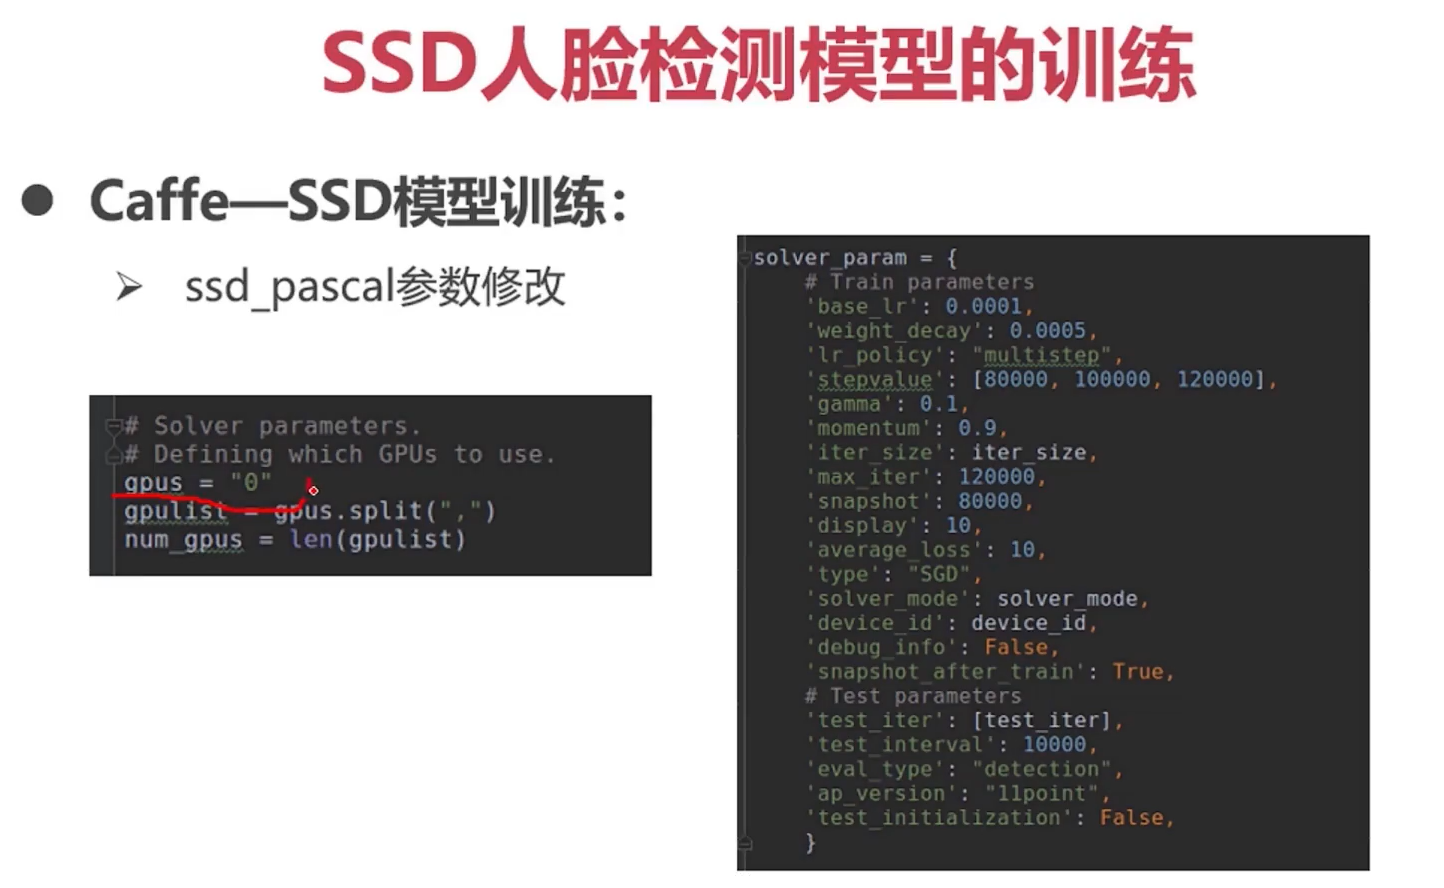 SSD人脸检测模型的训练
Caffe—SSD模型训练：
ssd_pascal参数修改
# Solver parameters.
# Defining which GPUs to use.
gpus = "0"
gpulist = gpus.split(",")
num_gpus = len(gpulist)
solver_param = {
# Train parameters
'base_lr': 0.0001,
'weight_decay': 0.0005,
'lr_policy': "multistep",
'stepvalue': [80000, 100000, 120000],
'gamma': 0.1,
'momentum': 0.9,
'iter_size': iter_size,
'max_iter': 120000,
'snapshot': 80000,
'display': 10,
'average_loss': 10,
'type': "SGD",
'solver_mode': solver_mode,
'device_id': device_id,
'debug_info': False,
'snapshot_after_train': True,
# Test parameters
'test_iter': [test_iter],
'test_interval': 10000,
'eval_type': "detection",
'ap_version': "11point",
'test_initialization': False,
}